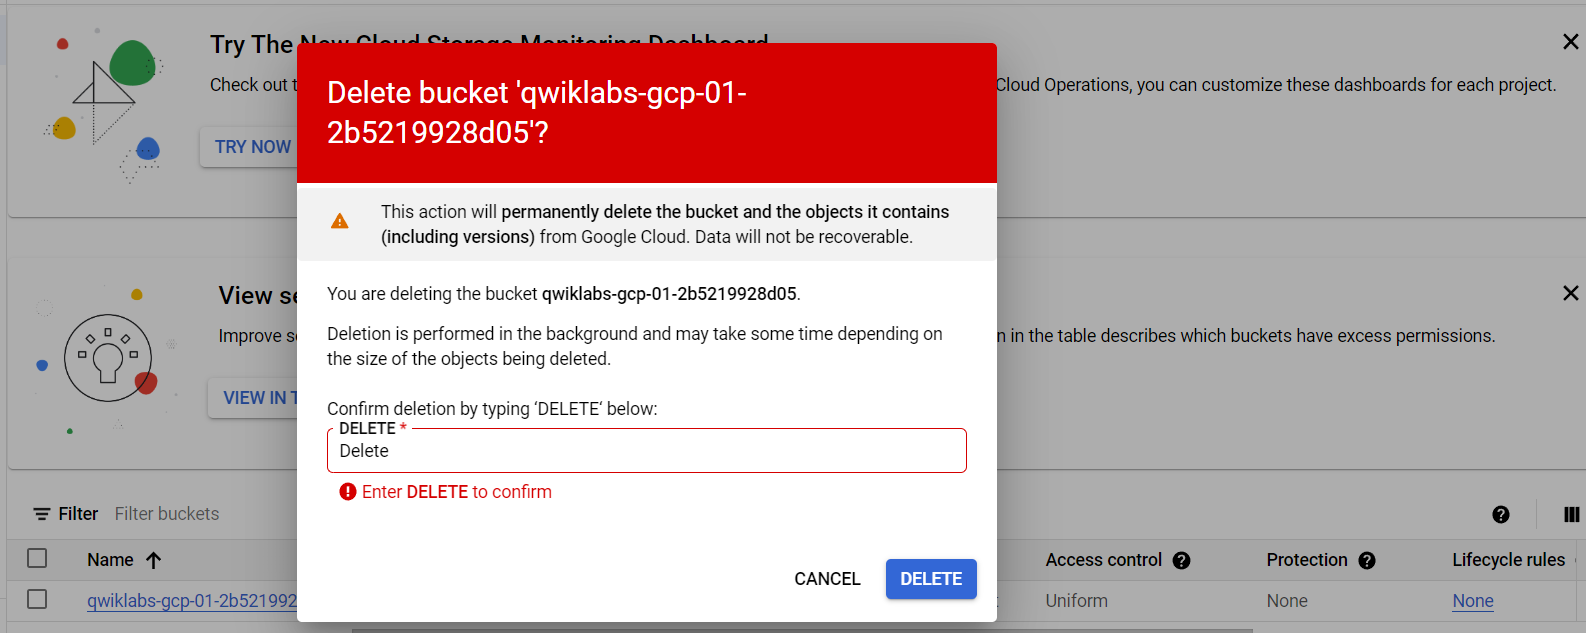 Try The New Cloud Storage Monitoring Dashboard
Check out t
Cloud Operations, you can customize these dashboards for each project.
TRY NOW
Delete bucket 'qwiklabs-gcp-01-
2b5219928d05'?
This action will permanently delete the bucket and the objects it contains
(including versions) from Google Cloud. Data will not be recoverable.
You are deleting the bucket qwiklabs-gcp-01-2b5219928d05.
Deletion is performed in the background and may take some time depending on
the size of the objects being deleted.
View se
Improve se
n in the table describes which buckets have excess permissions.
VIEW IN T
Confirm deletion by typing ‘DELETE‘ below:
DELETE *
Delete
Enter DELETE to confirm
CANCEL DELETE
Filter Filter buckets
Name Access control Protection Lifecycle rules
qwiklabs-gcp-01-2b521992 Uniform None None